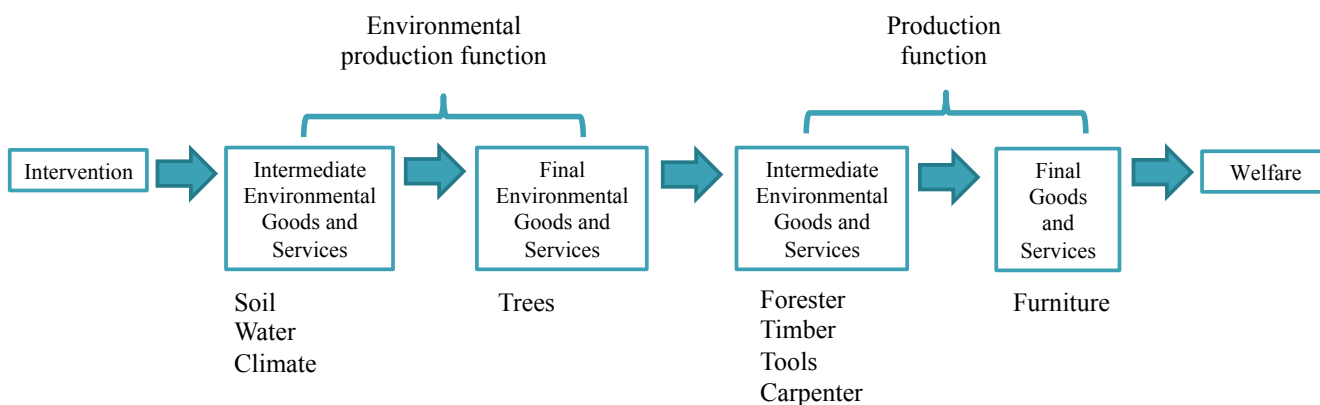 Environmental
production function
Production
function
Intervention
Intermediate
Environmental
Goods and
Services
Final
Environmental
Goods and
Services
Intermediate
Environmental
Goods and
Services
Final
Goods
and
Services
Welfare
Soil
Water
Climate
Trees
Forester
Timber
Tools
Carpenter
Furniture